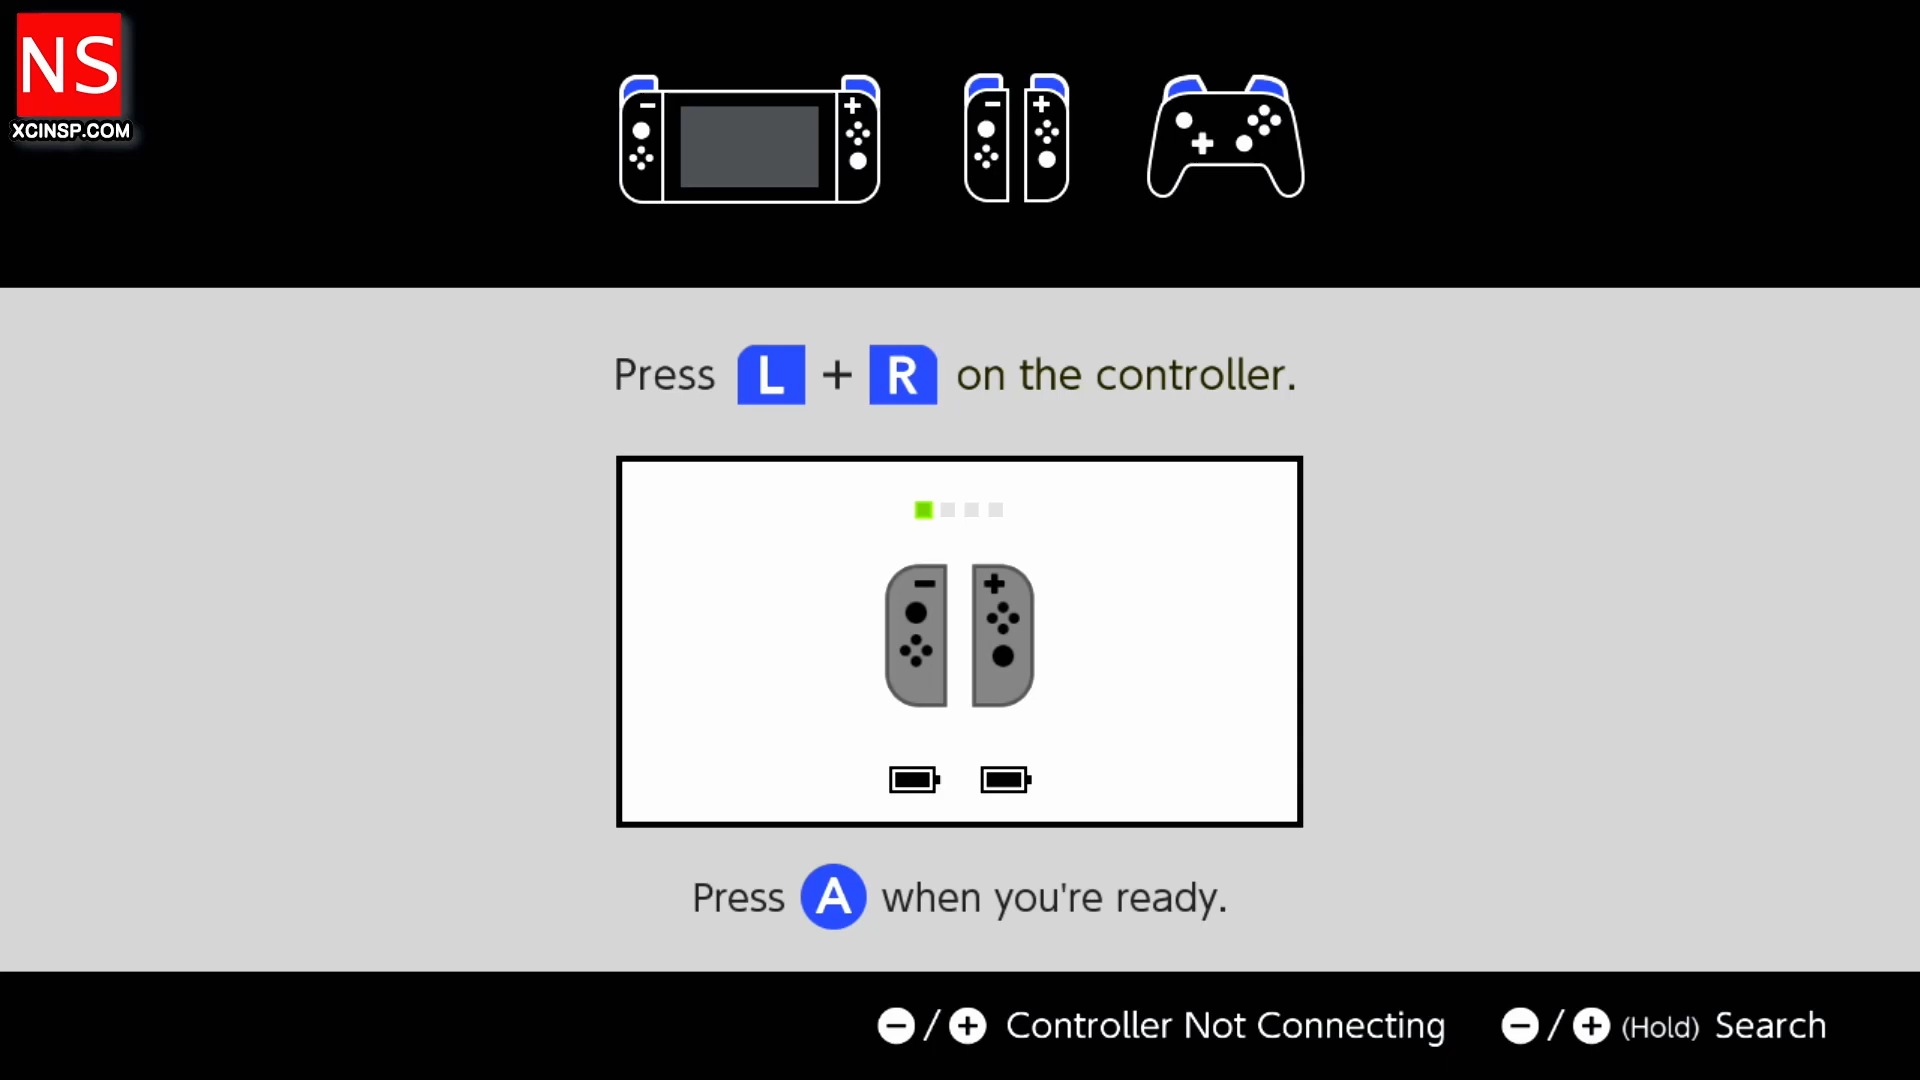 NS
XCINSP.COM
Press L + R on the controller.
Press A when you're ready.
−/+ Controller Not Connecting −/+ (Hold) Search